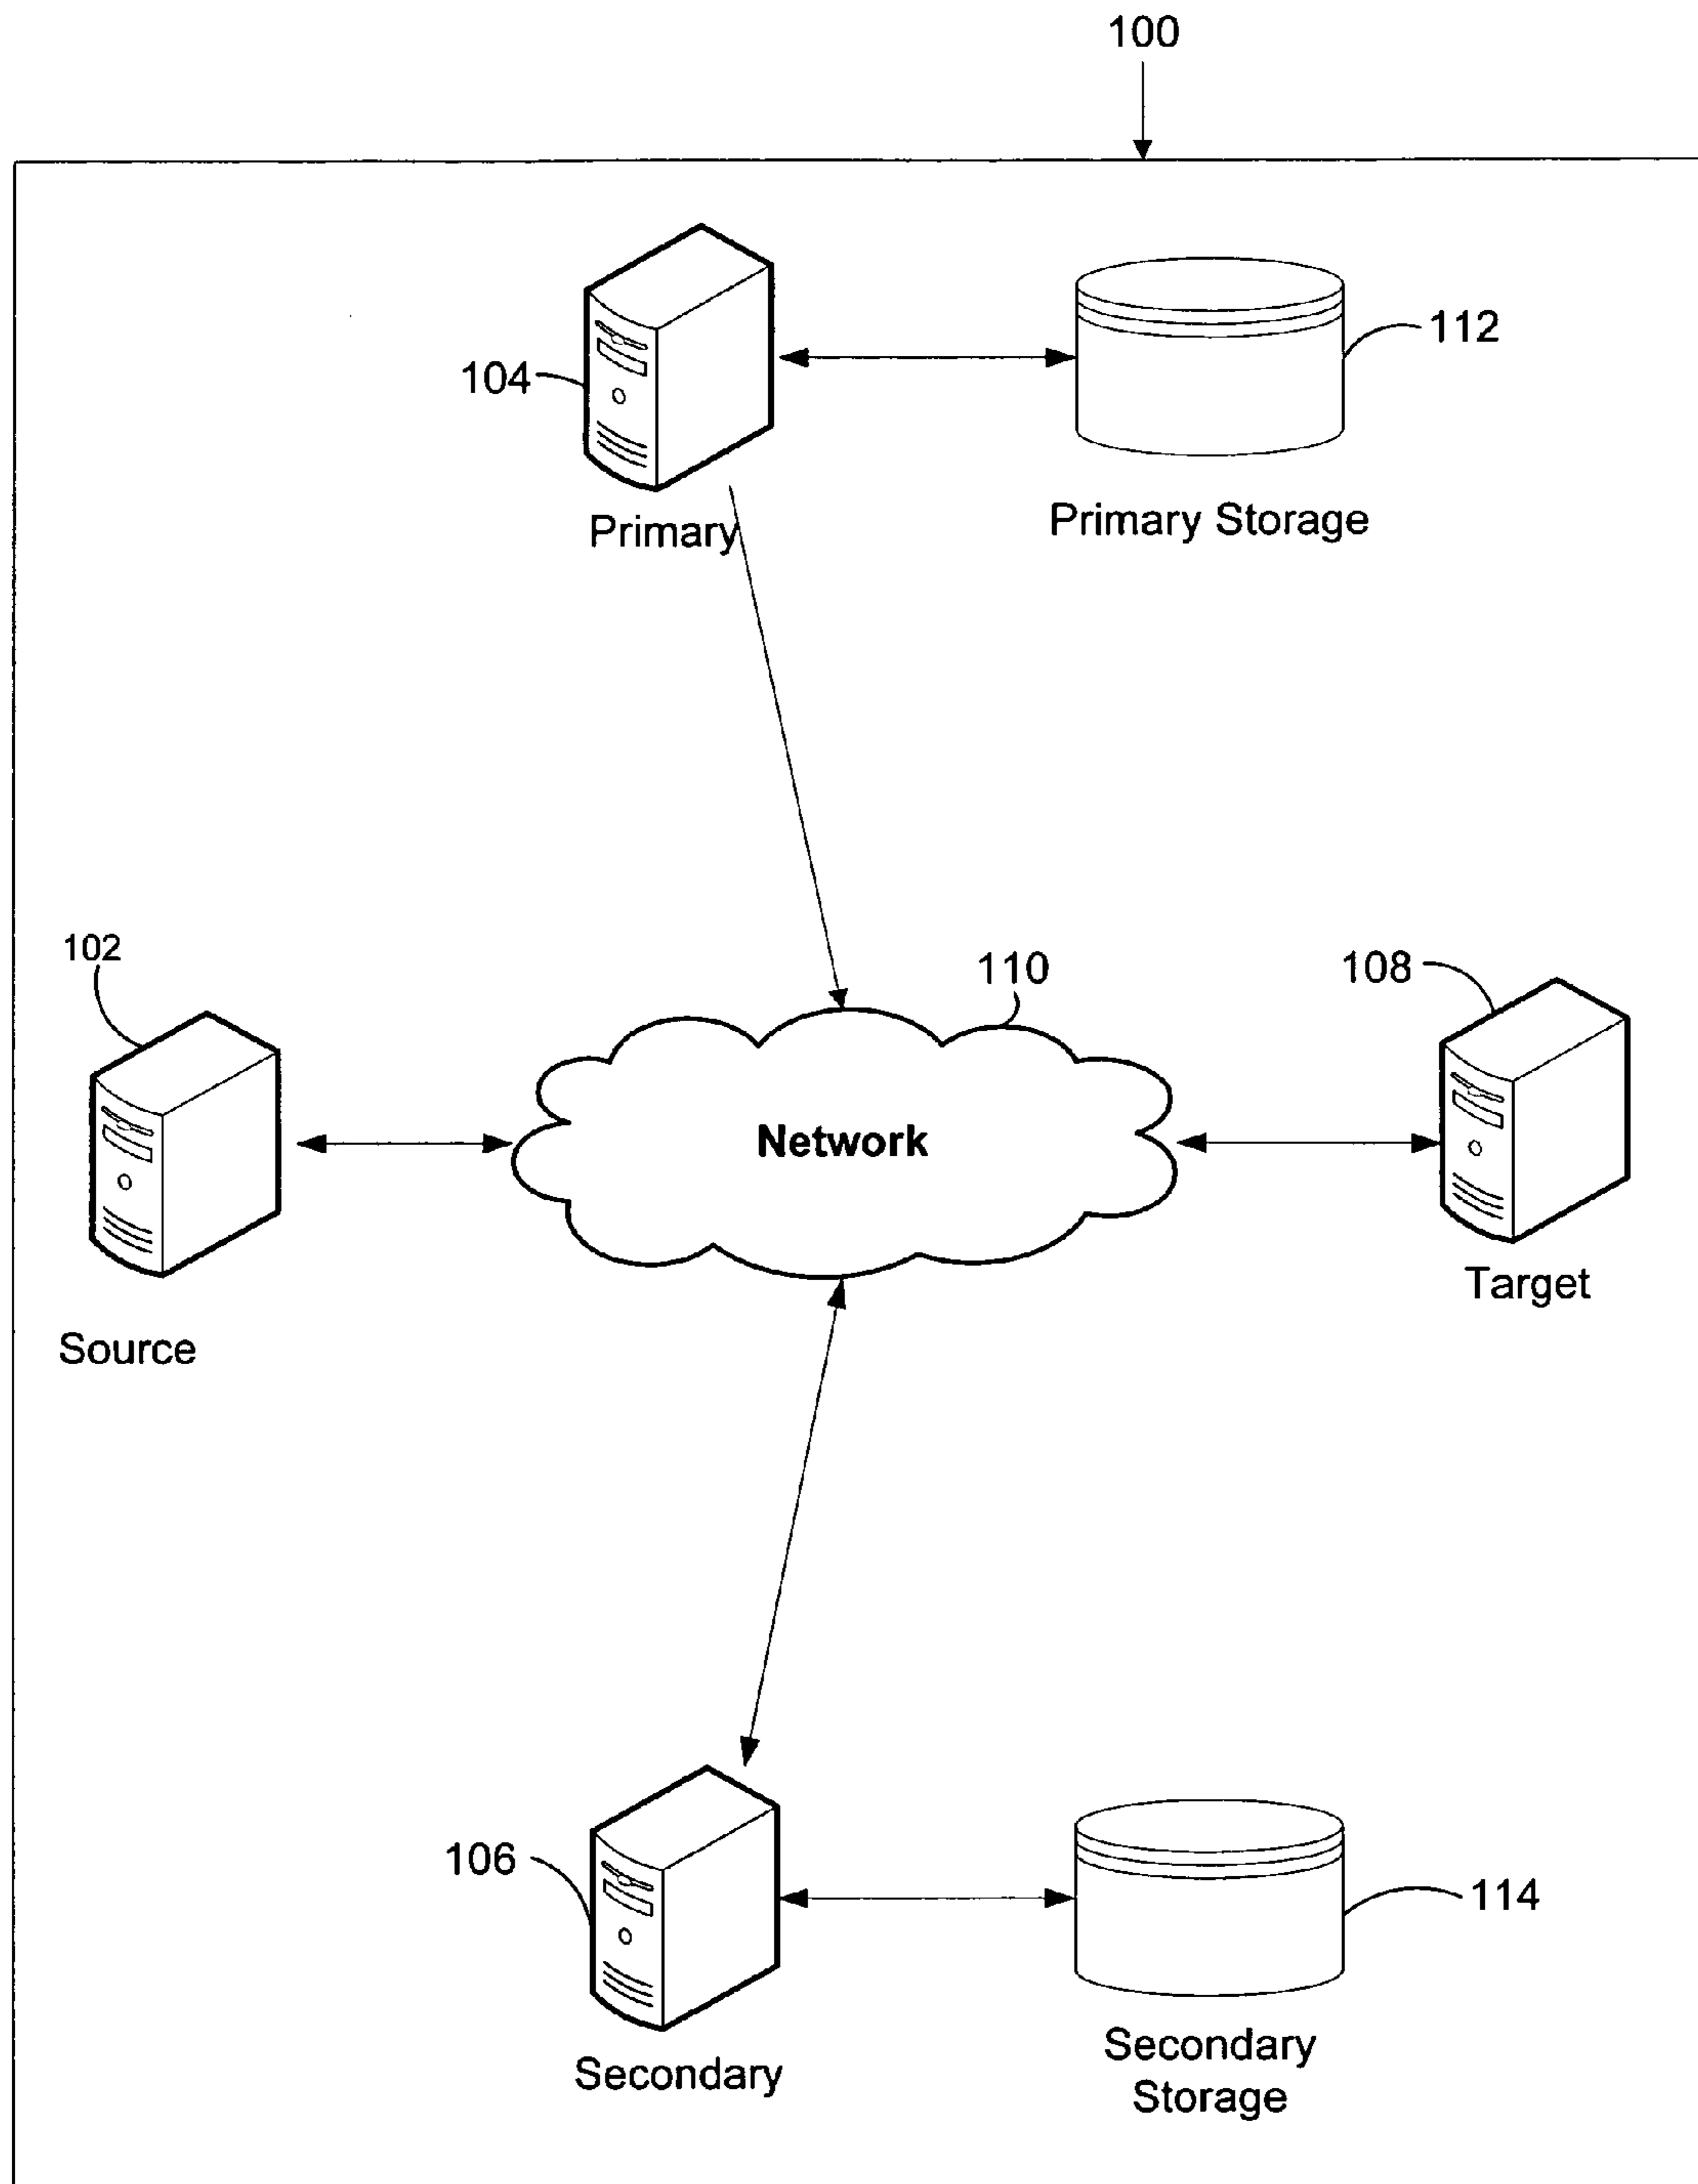 100
112
104
Primary
Primary Storage
102
110
108
Network
Target
Source
106
114
Secondary
Secondary
Storage